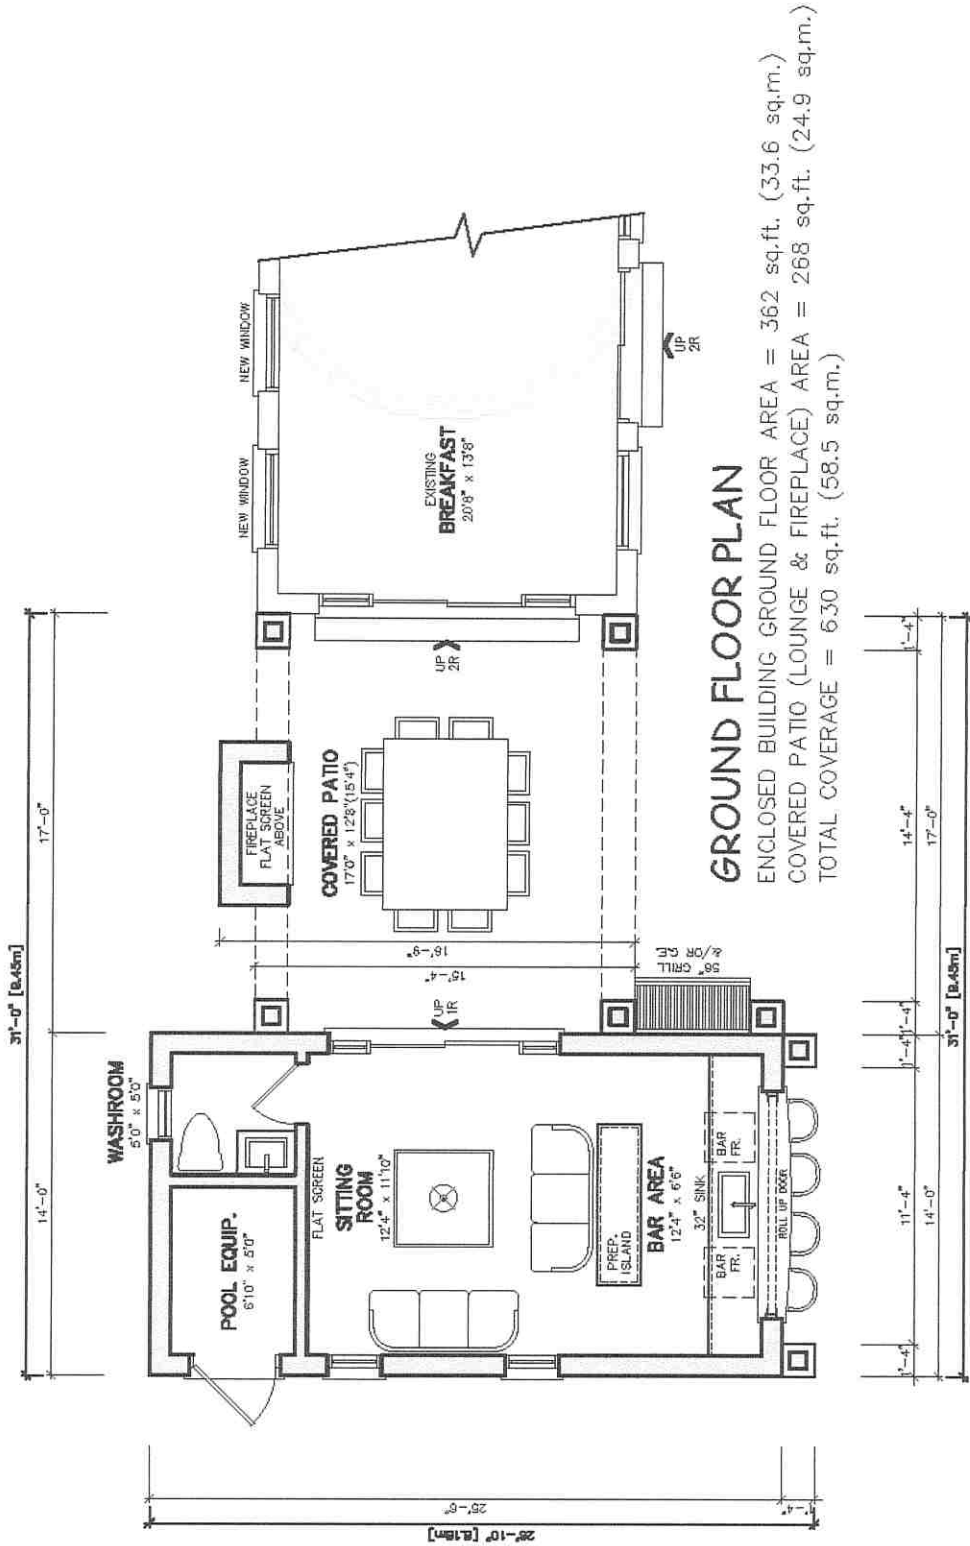 31'-0" [9.45m]
14'-0"
17'-0"
WASHROOM
5'0" x 5'0"
POOL EQUIP.
6'10" x 5'0"
FLAT SCREEN
SITTING
ROOM
12'4" x 11'10"
PREP.
ISLAND
BAR AREA
12'4" x 6'6"
32" SINK
BAR
FR.
BAR
FR.
ROLL UP DOOR
UP
1R
15'-4"
16'-9"
56" GRILL
&/OR G.E.
FIREPLACE
FLAT SCREEN
ABOVE
COVERED PATIO
17'0" x 12'8"(15'4")
UP
2R
NEW WINDOW
NEW WINDOW
EXISTING
BREAKFAST
20'8" x 13'8"
UP
2R
25'-6"
1'-4"
26'-10" [8.18m]
GROUND FLOOR PLAN
ENCLOSED BUILDING GROUND FLOOR AREA = 362 sq.ft. (33.6 sq.m.)
COVERED PATIO (LOUNGE & FIREPLACE) AREA = 268 sq.ft. (24.9 sq.m.)
TOTAL COVERAGE = 630 sq.ft. (58.5 sq.m.)
1'-4"
11'-4"
1'-4"
1'-4"
14'-4"
1'-4"
14'-0"
17'-0"
31'-0" [9.45m]